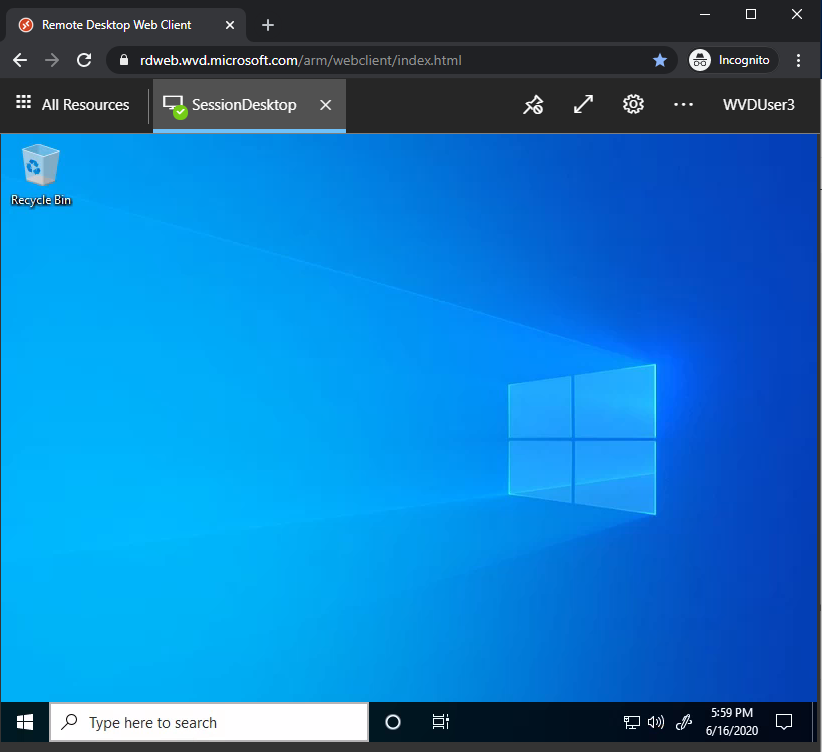 Remote Desktop Web Client
rdweb.wvd.microsoft.com/arm/webclient/index.html
Incognito
All Resources
SessionDesktop
WVDUser3
Recycle Bin
Type here to search
5:59 PM
6/16/2020